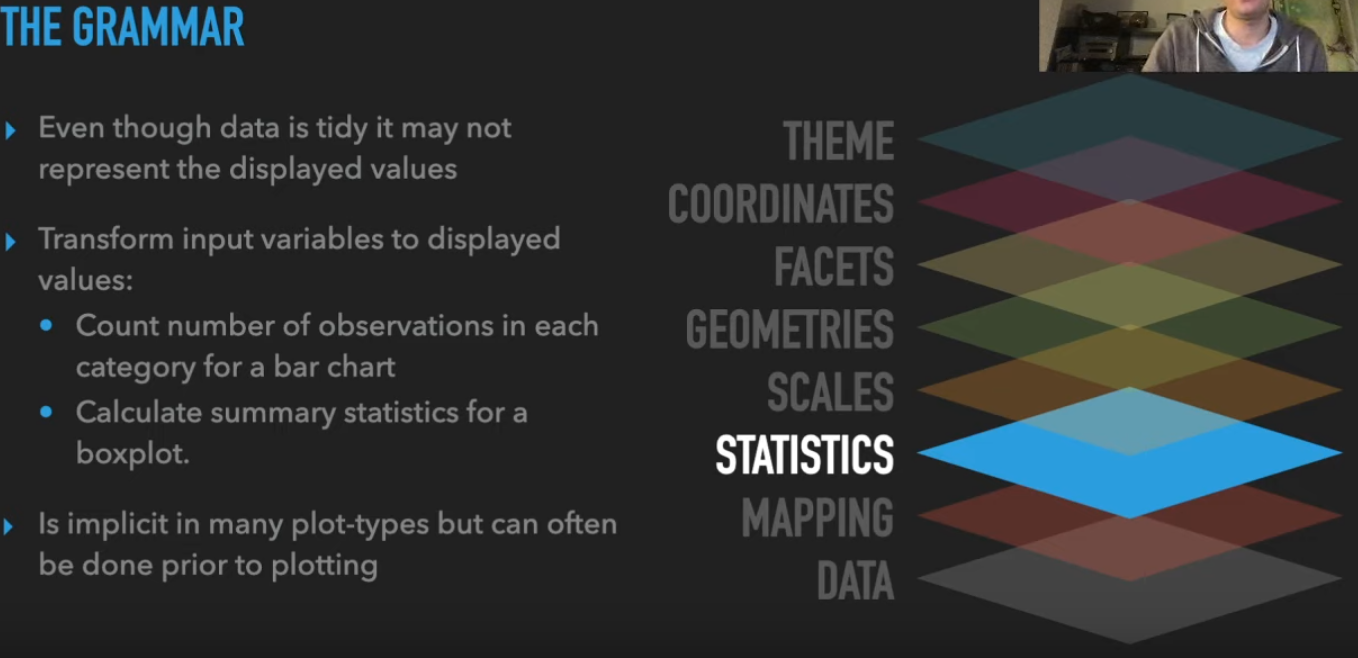 THE GRAMMAR
Even though data is tidy it may not
represent the displayed values
Transform input variables to displayed
values:
Count number of observations in each
category for a bar chart
Calculate summary statistics for a
boxplot.
Is implicit in many plot-types but can often
be done prior to plotting
THEME
COORDINATES
FACETS
GEOMETRIES
SCALES
STATISTICS
MAPPING
DATA